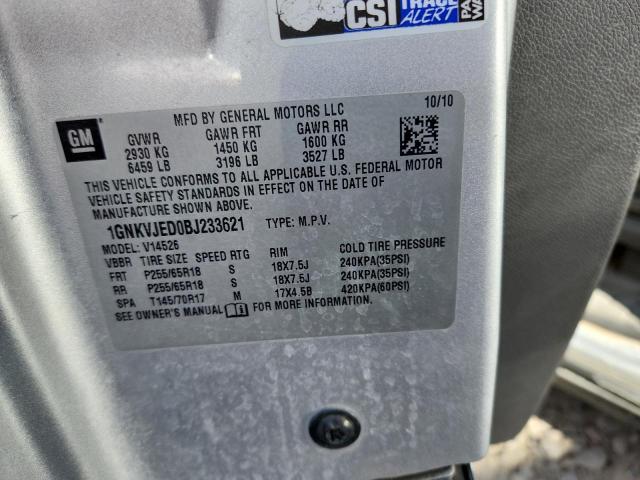 CSI TRACE
ALERT
PA
WA
MFD BY GENERAL MOTORS LLC 10/10
GM
GVWR GAWR FRT GAWR RR
2930 KG 1450 KG 1600 KG
6459 LB 3196 LB 3527 LB
THIS VEHICLE CONFORMS TO ALL APPLICABLE U.S. FEDERAL MOTOR
VEHICLE SAFETY STANDARDS IN EFFECT ON THE DATE OF
MANUFACTURE SHOWN ABOVE.
1GNKVJED0BJ233621 TYPE: M.P.V.
MODEL: V14526
VBBR TIRE SIZE SPEED RTG RIM COLD TIRE PRESSURE
FRT P255/65R18 S 18X7.5J 240KPA(35PSI)
RR P255/65R18 S 18X7.5J 240KPA(35PSI)
SPA T145/70R17 M 17X4.5B 420KPA(60PSI)
SEE OWNER'S MANUAL FOR MORE INFORMATION.